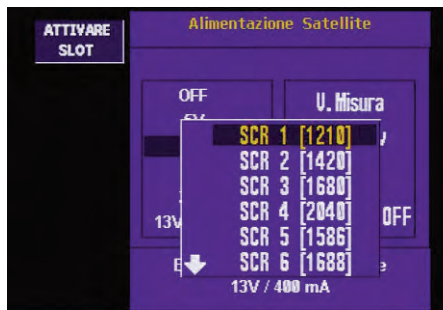 ATTIVARE
SLOT
Alimentazione Satellite
OFF
V. Misura
SCR 1 [1210]
SCR 2 [1420]
SCR 3 [1680]
SCR 4 [2040]
13V
OFF
SCR 5 [1586]
SCR 6 [1688]
13V / 400 mA